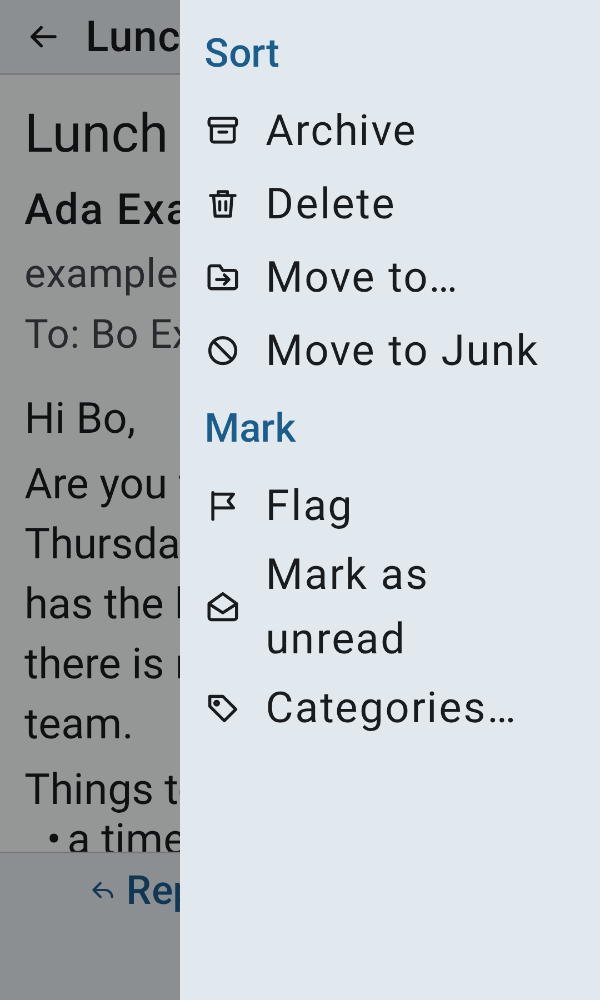 Lunc
Lunch
Ada Exa
example
To: Bo Ex
Hi Bo,
Are you
Thursda
has the
there is
team.
Things t
• a time
Rep
Sort
Archive
Delete
Move to…
Move to Junk
Mark
Flag
Mark as
unread
Categories…